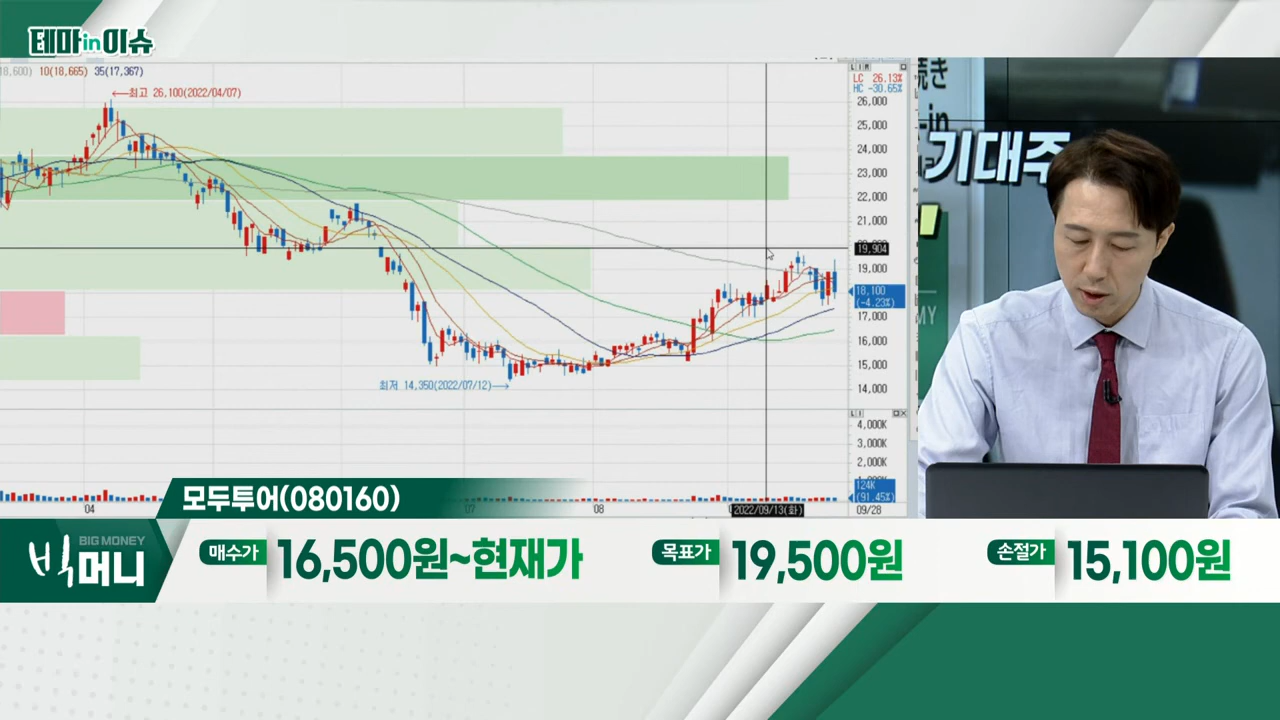 테마in이슈
10(18,665) 35(17,367)
←최고 26,100(2022/04/07)
LC 26.13%
HC -30.65%
26,000
25,000
24,000
23,000
22,000
21,000
19,904
19,000
18,100
(-4.23%)
17,000
16,000
15,000
14,000
최저 14,350(2022/07/12)→
4,000K
3,000K
2,000K
124K
(91.45%)
'04
'07
'08
2022/09/13(화)
09/28
続き
-in
기대주
MY
모두투어(080160)
BIG MONEY
빅머니
매수가 16,500원~현재가
목표가 19,500원
손절가 15,100원